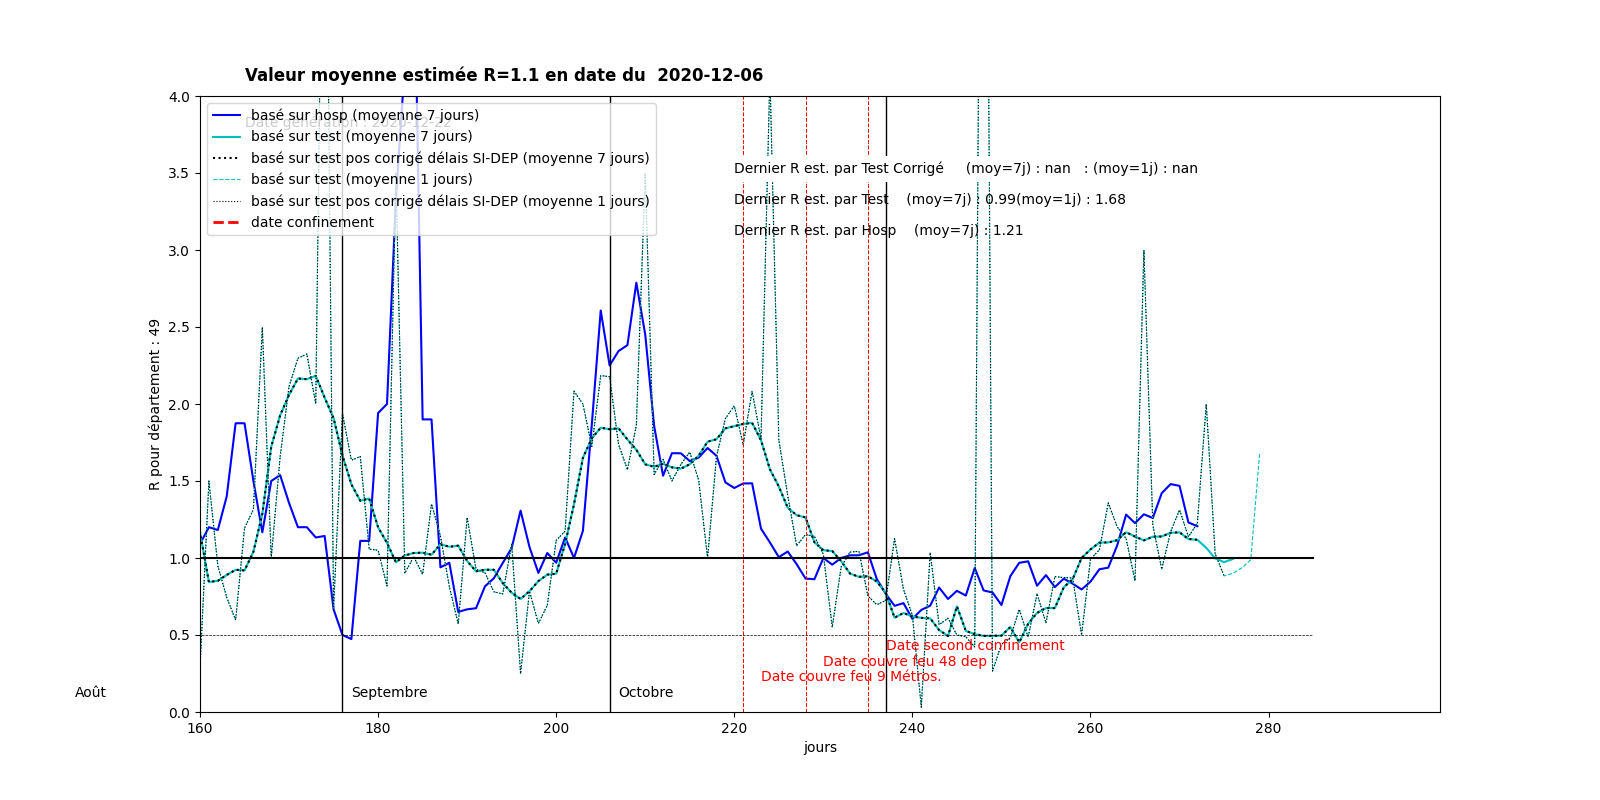 Valeur moyenne estimée R=1.1 en date du  2020-12-06
Date génération : 2020-12-22
basé sur hosp (moyenne 7 jours)
basé sur test (moyenne 7 jours)
basé sur test pos corrigé délais SI-DEP (moyenne 7 jours)
basé sur test (moyenne 1 jours)
basé sur test pos corrigé délais SI-DEP (moyenne 1 jours)
date confinement
Dernier R est. par Test Corrigé     (moy=7j) : nan   : (moy=1j) : nan
Dernier R est. par Test    (moy=7j) : 0.99(moy=1j) : 1.68
Dernier R est. par Hosp    (moy=7j) : 1.21
4.0
3.5
3.0
2.5
2.0
1.5
1.0
0.5
0.0
R pour département : 49
Date second confinement
Date couvre feu 48 dep
Date couvre feu 9 Métros.
Août
Septembre
Octobre
160
180
200
220
240
260
280
jours